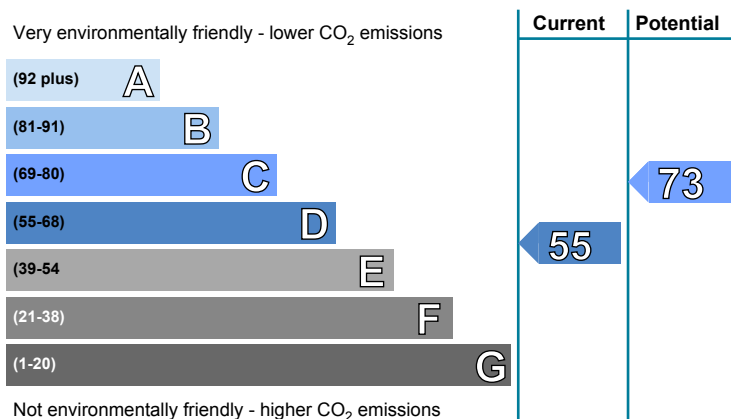 Very environmentally friendly - lower CO2 emissions
Current
Potential
(92 plus) A
(81-91) B
(69-80) C
73
(55-68) D
55
(39-54 E
(21-38) F
(1-20) G
Not environmentally friendly - higher CO2 emissions